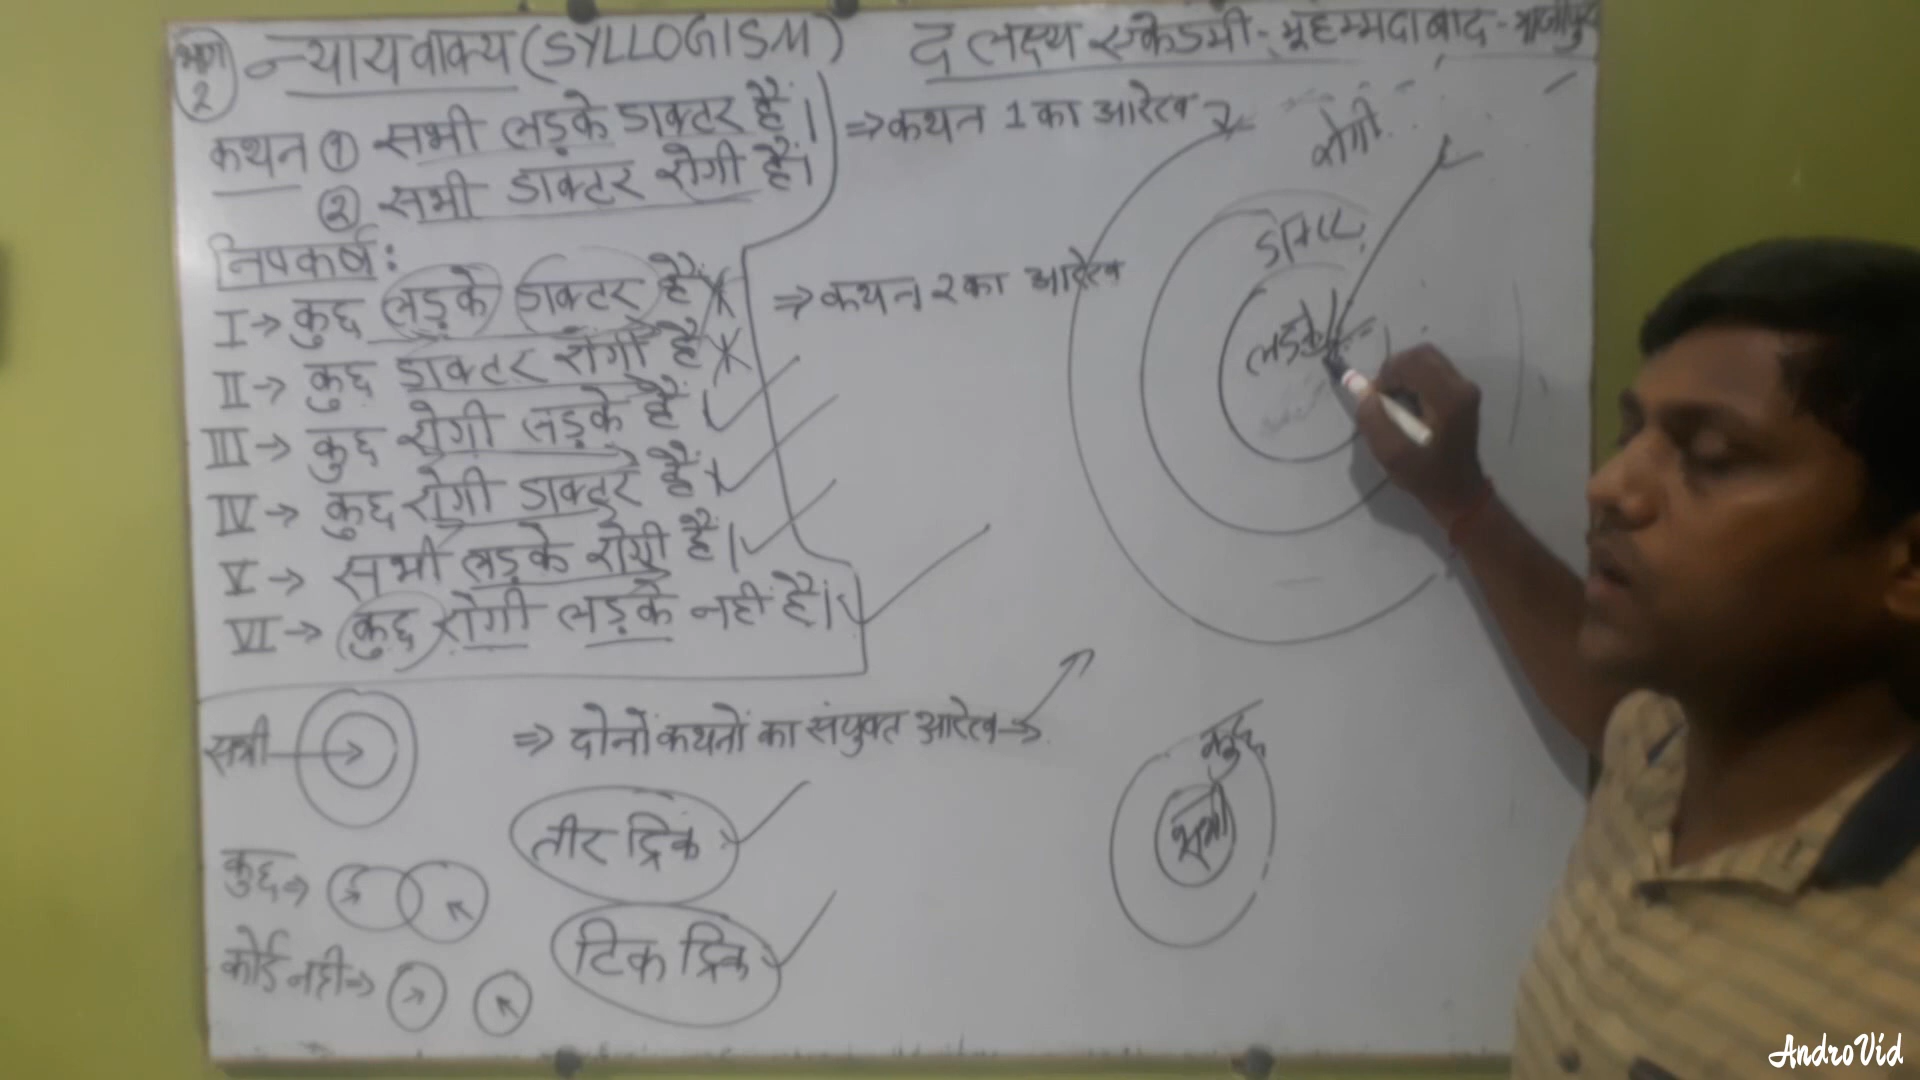 भाग 2
न्यायवाक्य (SYLLOGISM)
द लक्ष्य एकेडमी - मुहम्मदाबाद - गाजीपुर
कथन ① सभी लड़के डाक्टर हैं।
② सभी डाक्टर रोगी हैं।
निष्कर्ष:
I → कुछ लड़के डाक्टर हैं
II → कुछ डाक्टर रोगी हैं
III → कुछ रोगी लड़के हैं
IV → कुछ रोगी डाक्टर हैं
V → सभी लड़के रोगी हैं।
VI → कुछ रोगी लड़के नहीं हैं।
⇒ कथन 1 का आरेख
⇒ कथन 2 का आरेख
रोगी
डाक्टर
लड़के
सभी
⇒ दोनों कथनों का संयुक्त आरेख →
कुछ ⇒
कोई नही ⇒
तीर ट्रिक
टिक ट्रिक
कुछ
सभी
AndroVid